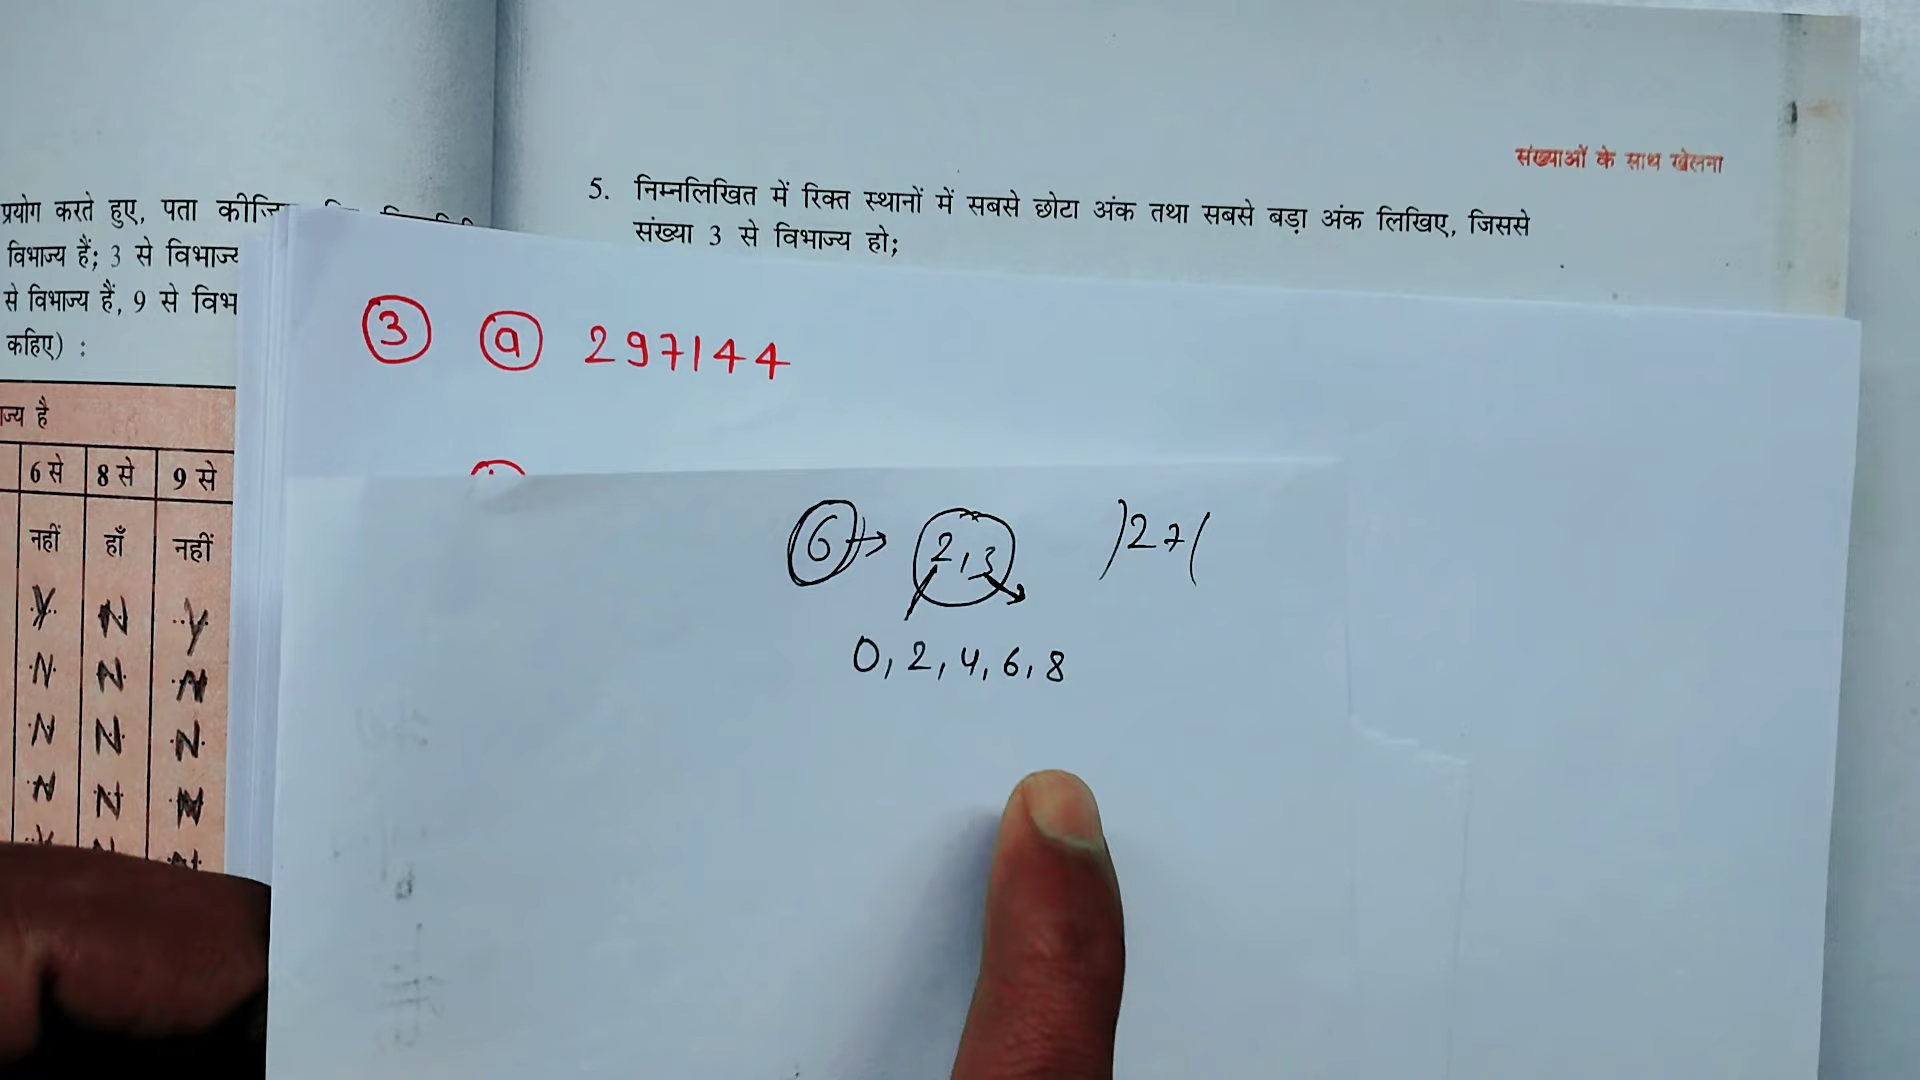 प्रयोग करते हुए, पता
विभाज्य हैं; 3 से विभाज्य
से विभाज्य हैं, 9 से
कहिए) :
है
6 से 8 से 9 से
नहीं हाँ नहीं
Y N Y
N N N
N N N
N N N
संख्याओं के साथ खेलना
5. निम्नलिखित में रिक्त स्थानों में सबसे छोटा अंक तथा सबसे बड़ा अंक लिखिए, जिससे
संख्या 3 से विभाज्य हो;
3 a 297144
6 → 2,3 )27(
0, 2, 4, 6, 8